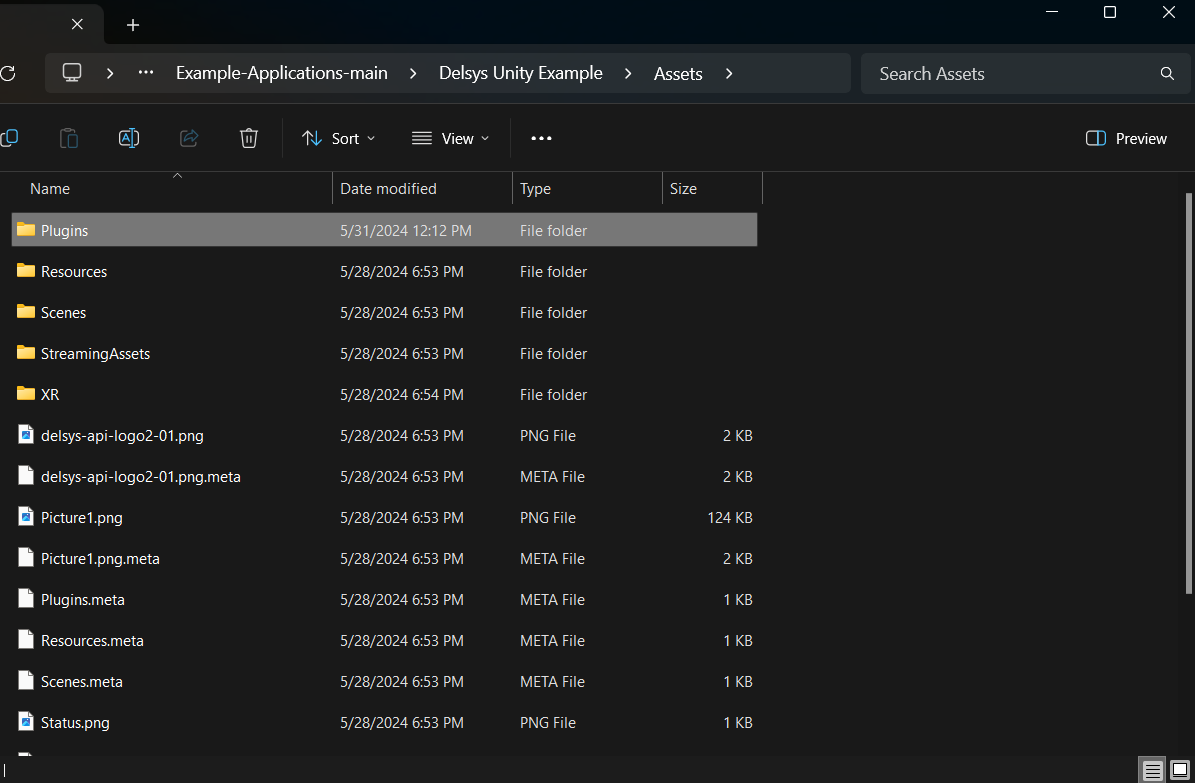 Example-Applications-main Delsys Unity Example Assets Search Assets
Sort View Preview
Name Date modified Type Size
Plugins 5/31/2024 12:12 PM File folder
Resources 5/28/2024 6:53 PM File folder
Scenes 5/28/2024 6:53 PM File folder
StreamingAssets 5/28/2024 6:53 PM File folder
XR 5/28/2024 6:54 PM File folder
delsys-api-logo2-01.png 5/28/2024 6:53 PM PNG File 2 KB
delsys-api-logo2-01.png.meta 5/28/2024 6:53 PM META File 2 KB
Picture1.png 5/28/2024 6:53 PM PNG File 124 KB
Picture1.png.meta 5/28/2024 6:53 PM META File 2 KB
Plugins.meta 5/28/2024 6:53 PM META File 1 KB
Resources.meta 5/28/2024 6:53 PM META File 1 KB
Scenes.meta 5/28/2024 6:53 PM META File 1 KB
Status.png 5/28/2024 6:53 PM PNG File 1 KB